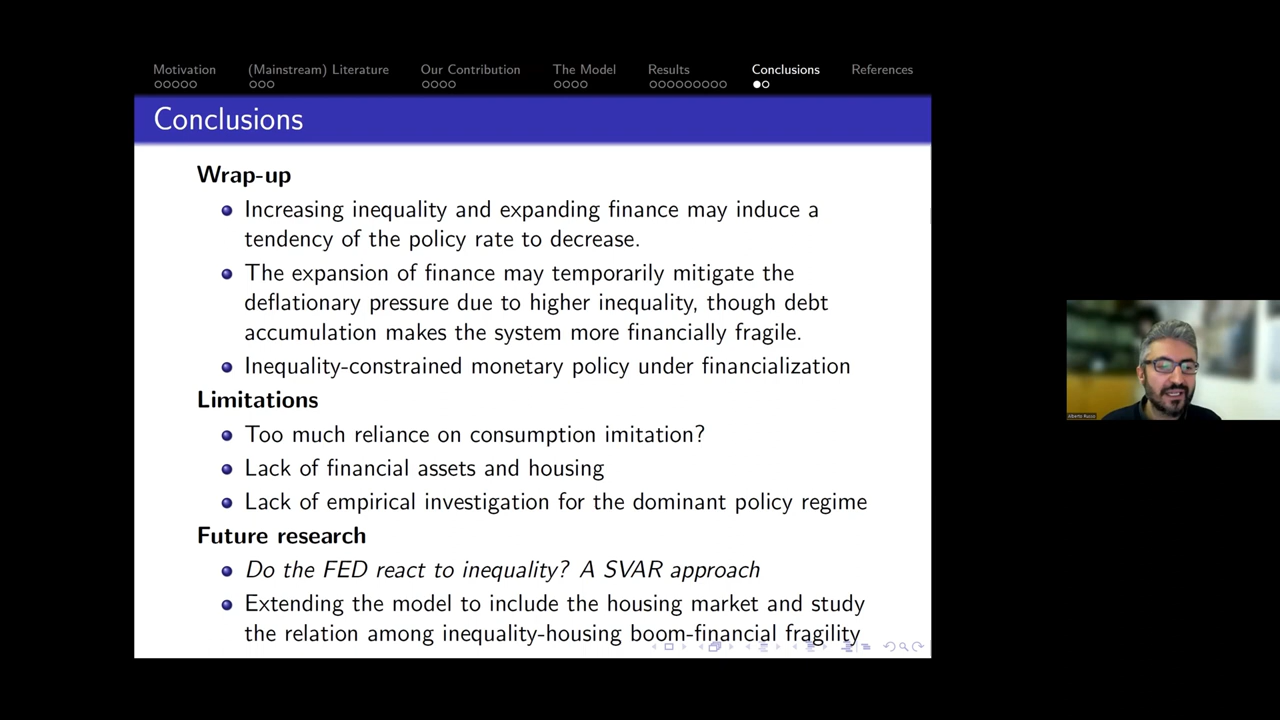 Motivation (Mainstream) Literature Our Contribution The Model Results Conclusions References
Conclusions
Wrap-up
Increasing inequality and expanding finance may induce a
tendency of the policy rate to decrease.
The expansion of finance may temporarily mitigate the
deflationary pressure due to higher inequality, though debt
accumulation makes the system more financially fragile.
Inequality-constrained monetary policy under financialization
Limitations
Too much reliance on consumption imitation?
Lack of financial assets and housing
Lack of empirical investigation for the dominant policy regime
Future research
Do the FED react to inequality? A SVAR approach
Extending the model to include the housing market and study
the relation among inequality-housing boom-financial fragility
Alberto Russo